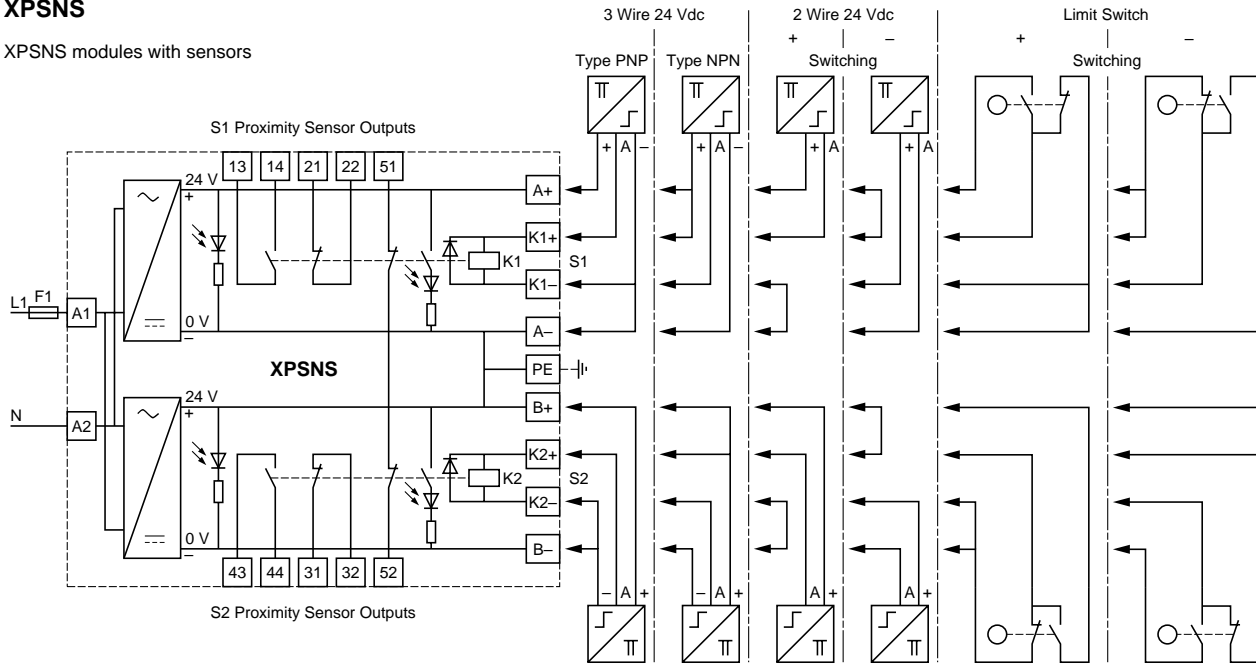 XPSNS
XPSNS modules with sensors
3 Wire 24 Vdc
2 Wire 24 Vdc
Limit Switch
+ –
+ –
Type PNP
Type NPN
Switching
Switching
+ A –
+ A –
+ A
+ A
S1 Proximity Sensor Outputs
13 14 21 22 51
24 V
+
A+
K1+
K1
S1
K1–
L1 F1 A1
0 V
–
A–
XPSNS
PE
24 V
+
B+
N
A2
K2+
K2
S2
K2–
0 V
–
B–
43 44 31 32 52
S2 Proximity Sensor Outputs
– A +
– A +
A +
A +